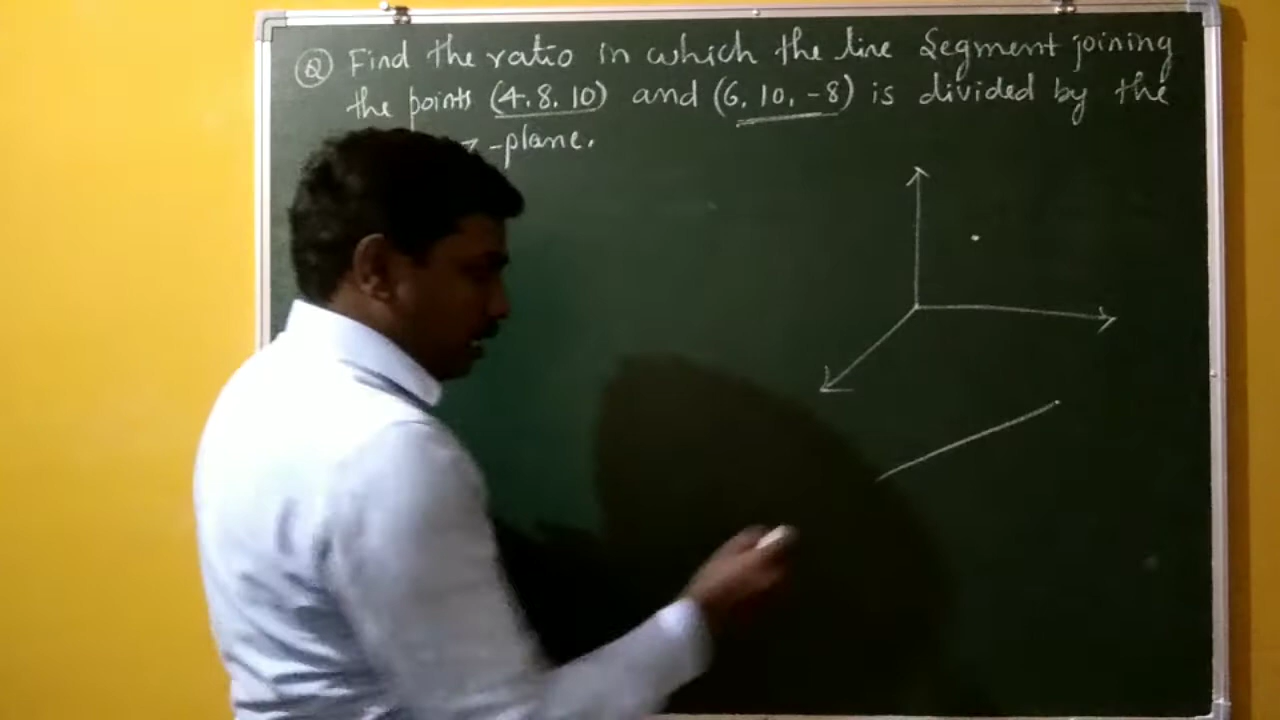 Q Find the ratio in which the line Segment joining
the points (4, 8, 10) and (6, 10, -8) is divided by the
-plane.